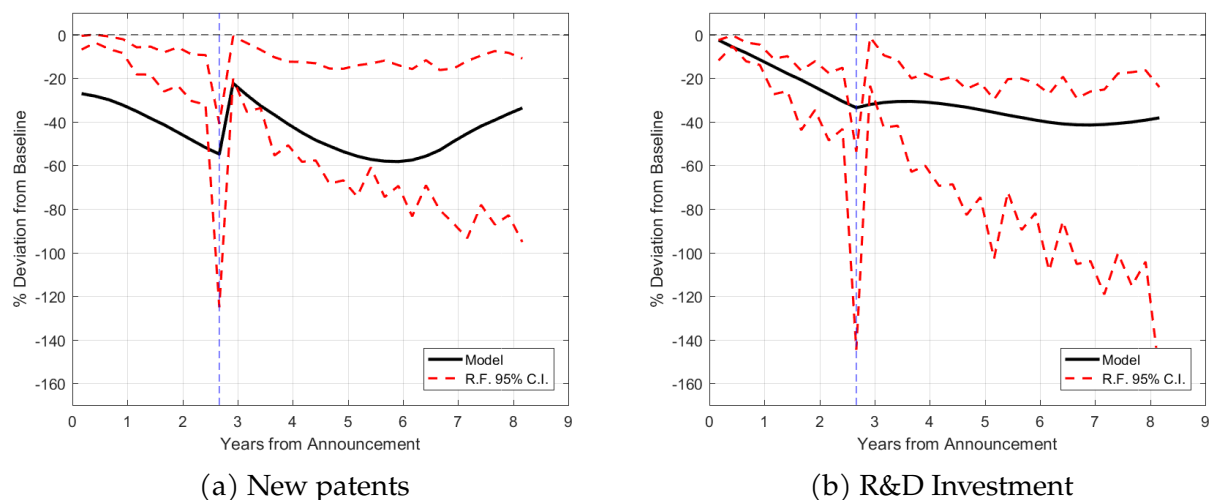 % Deviation from Baseline
0
-20
-40
-60
-80
-100
-120
-140
-160
0 1 2 3 4 5 6 7 8 9
Years from Announcement
Model
R.F. 95% C.I.
(a) New patents
% Deviation from Baseline
0
-20
-40
-60
-80
-100
-120
-140
-160
0 1 2 3 4 5 6 7 8 9
Years from Announcement
Model
R.F. 95% C.I.
(b) R&D Investment